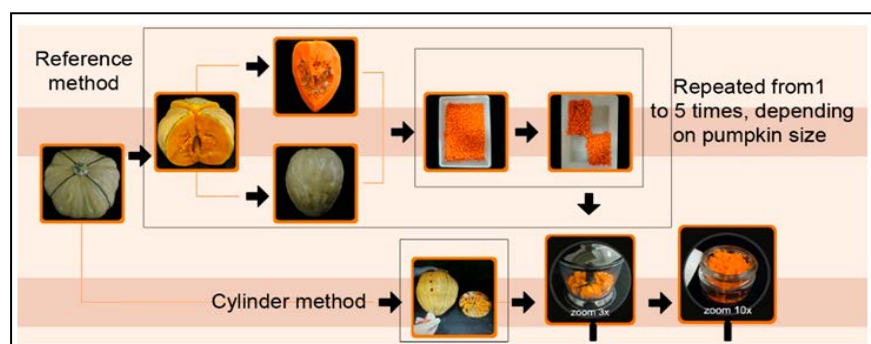 Reference
method
Repeated from1
to 5 times, depending
on pumpkin size
Cylinder method
zoom 3x
zoom 10x